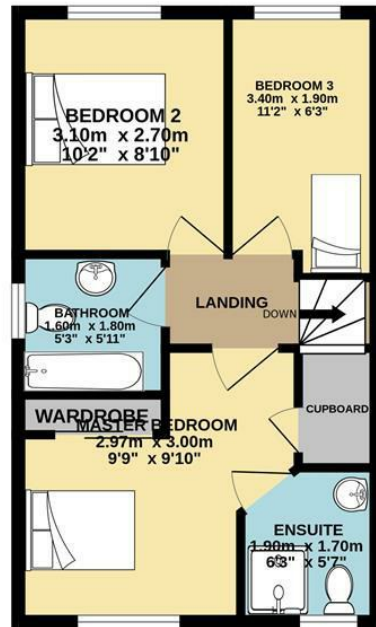 BEDROOM 2
3.10m x 2.70m
10'2" x 8'10"
BEDROOM 3
3.40m x 1.90m
11'2" x 6'3"
BATHROOM
1.60m x 1.80m
5'3" x 5'11"
LANDING
DOWN
WARDROBE
MASTER BEDROOM
2.97m x 3.00m
9'9" x 9'10"
CUPBOARD
ENSUITE
1.90m x 1.70m
6'3" x 5'7"